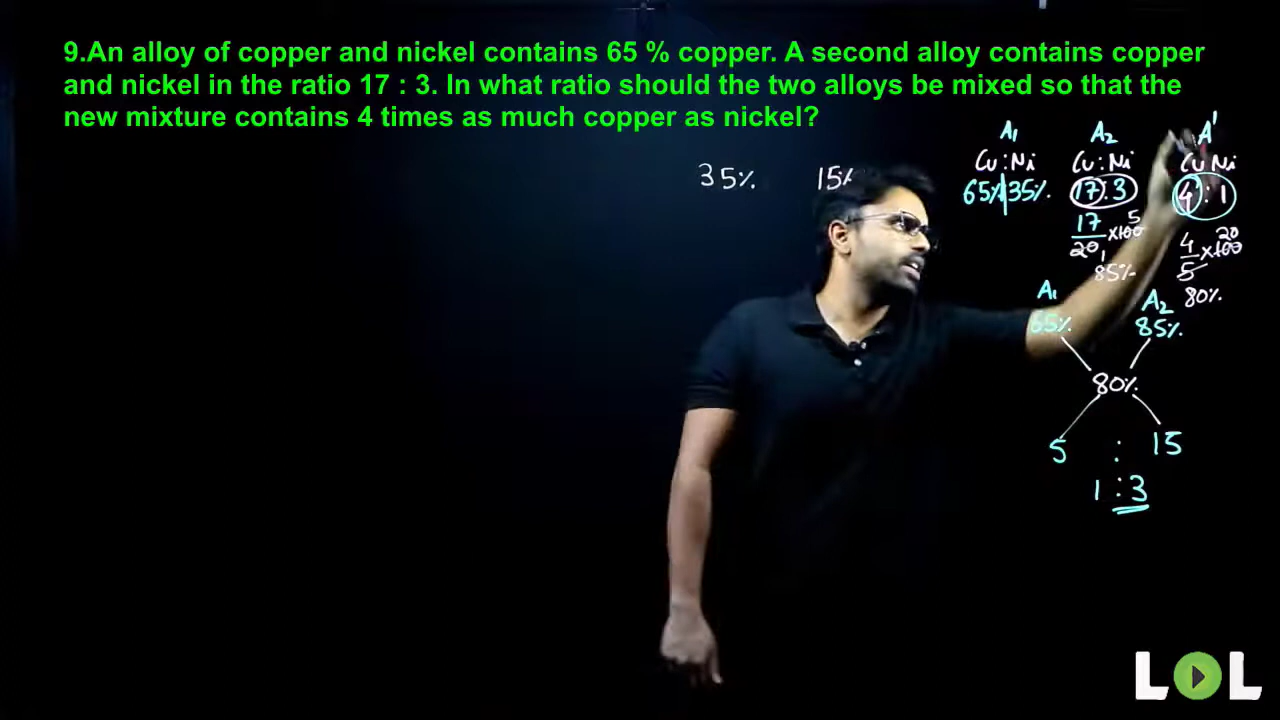 9.An alloy of copper and nickel contains 65 % copper. A second alloy contains copper
and nickel in the ratio 17 : 3. In what ratio should the two alloys be mixed so that the
new mixture contains 4 times as much copper as nickel?
A₁ A₂ A'
Cu : Ni Cu : Ni Cu Ni
35% 15% 65% 35% 17 : 3 4 : 1
17/20 × 100 5 4/5 × 100 20
1
85%
80%
A₁ A₂
65% 85%
80%
5 : 15
1 : 3
LOL